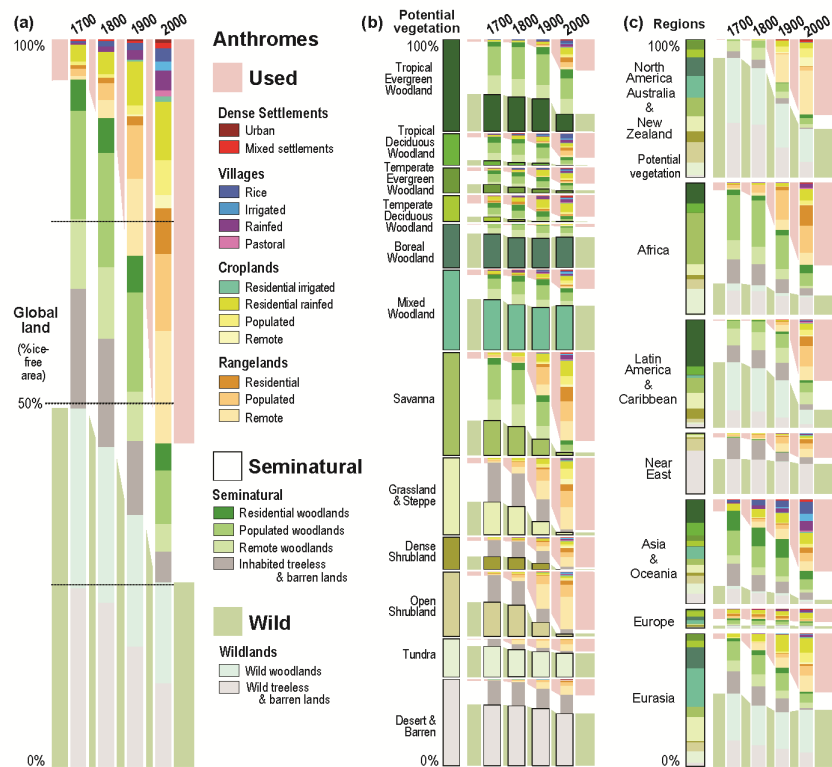 (a)
1700
1800
1900
2000
100%
Global
land
(%ice-
free
area)
50%
0%
Anthromes
Used
Dense Settlements
Urban
Mixed settlements
Villages
Rice
Irrigated
Rainfed
Pastoral
Croplands
Residential irrigated
Residential rainfed
Populated
Remote
Rangelands
Residential
Populated
Remote
Seminatural
Seminatural
Residential woodlands
Populated woodlands
Remote woodlands
Inhabited treeless
& barren lands
Wild
Wildlands
Wild woodlands
Wild treeless
& barren lands
(b)
Potential
vegetation
1700
1800
1900
2000
100%
Tropical
Evergreen
Woodland
Tropical
Deciduous
Woodland
Temperate
Evergreen
Woodland
Temperate
Deciduous
Woodland
Boreal
Woodland
Mixed
Woodland
Savanna
Grassland
& Steppe
Dense
Shrubland
Open
Shrubland
Tundra
Desert &
Barren
0%
(c)
Regions
1700
1800
1900
2000
100%
North
America
Australia
&
New
Zealand
Potential
vegetation
Africa
Latin
America
&
Caribbean
Near
East
Asia
&
Oceania
Europe
Eurasia
0%